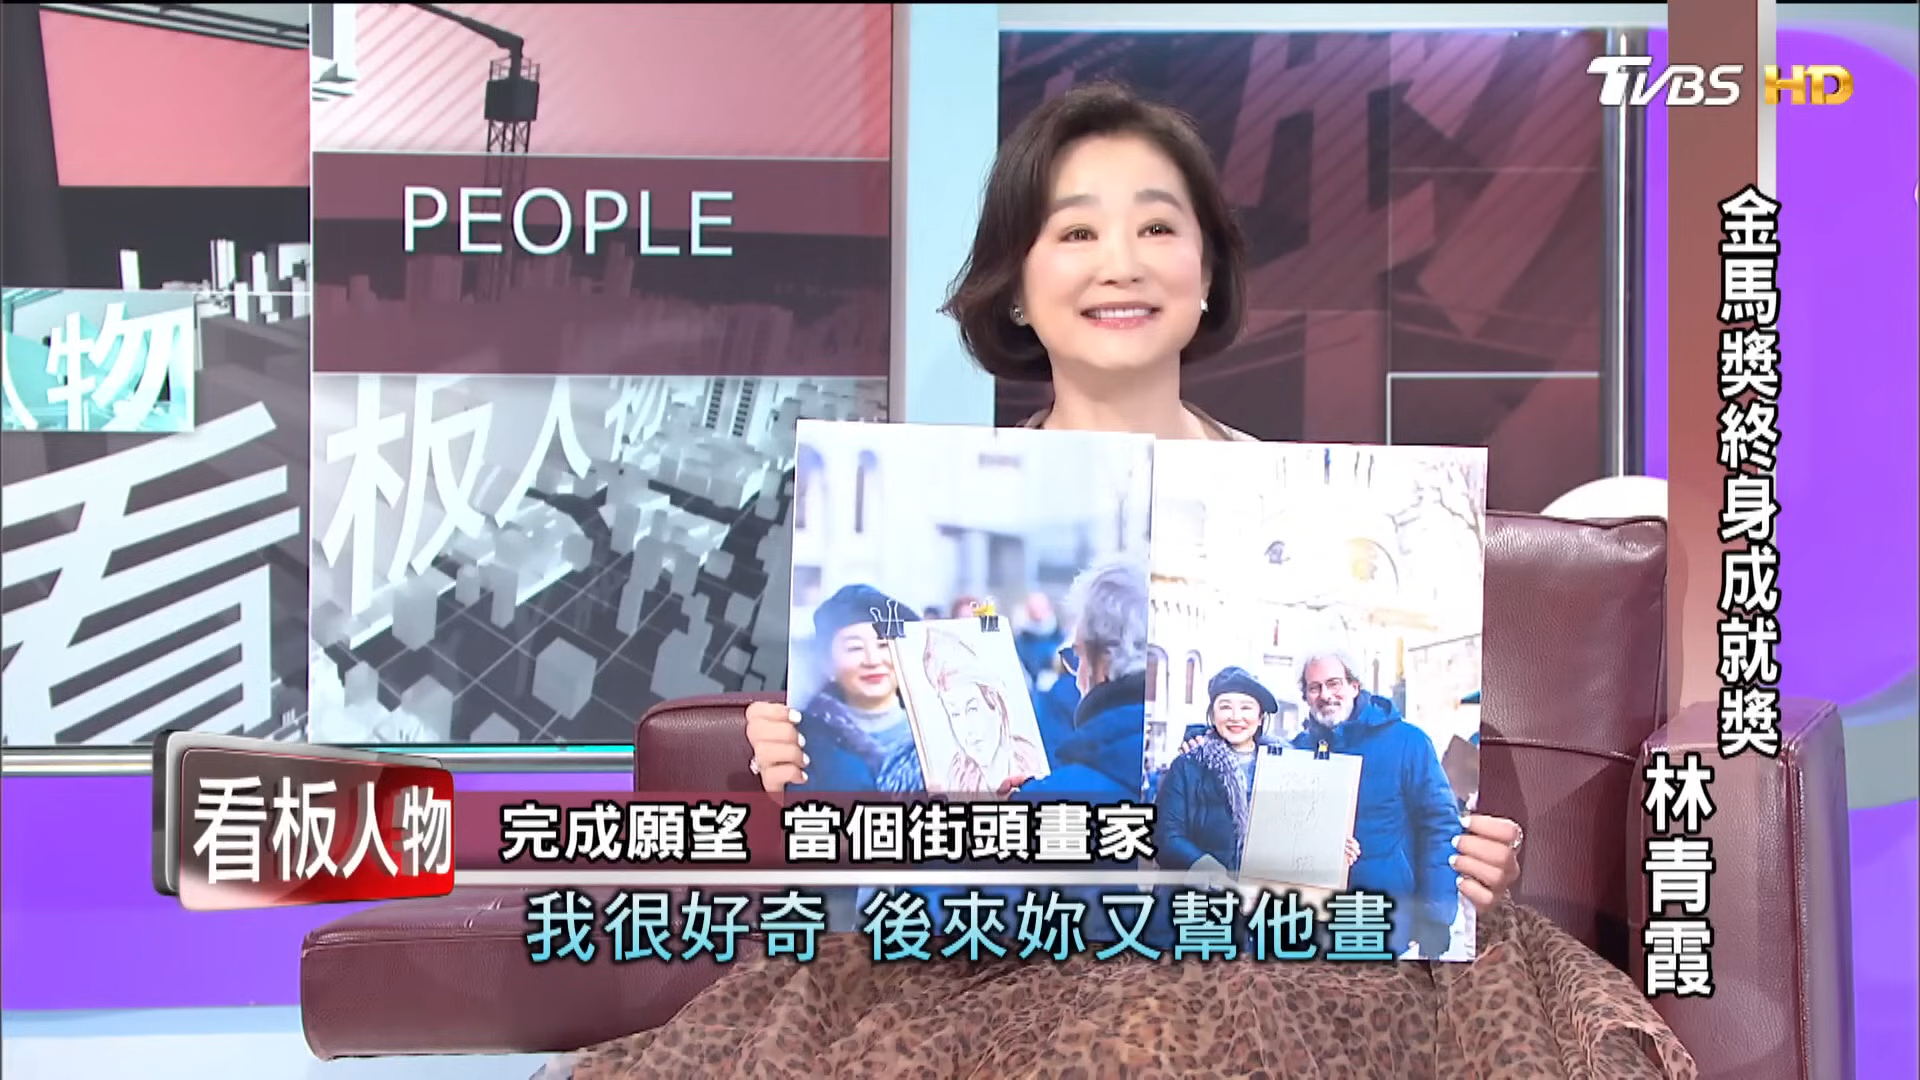 TVBS HD
PEOPLE
人物
看板人物
金馬獎終身成就獎
林青霞
看板人物
完成願望 當個街頭畫家
我很好奇 後來妳又幫他畫